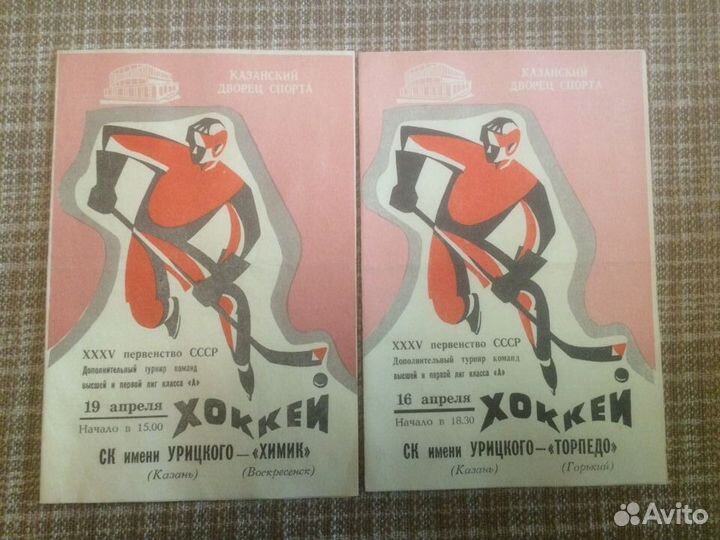 КАЗАНСКИЙ
ДВОРЕЦ СПОРТА
XXXV первенство СССР
Дополнительный турнир команд
высшей и первой лиг класса «А»
19 апреля
Начало в 15.00
ХОККЕЙ
СК имени УРИЦКОГО — «ХИМИК»
(Казань) (Воскресенск)
КАЗАНСКИЙ
ДВОРЕЦ СПОРТА
XXXV первенство СССР
Дополнительный турнир команд
высшей и первой лиг класса «А»
16 апреля
Начало в 18.30
ХОККЕЙ
СК имени УРИЦКОГО — «ТОРПЕДО»
(Казань) (Горький)
Avito